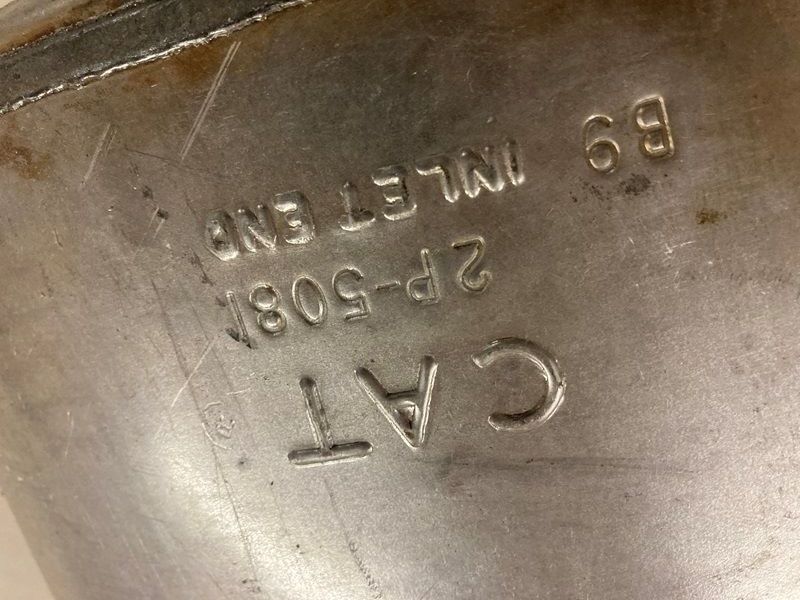 CAT
2P-5081
INLET END
B9